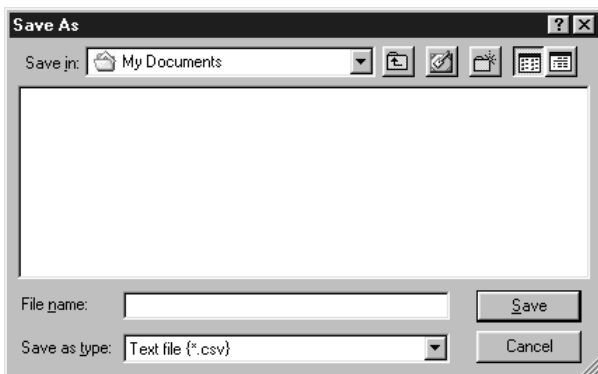 Save As
Save in: My Documents
File name:
Save
Save as type: Text file {*.csv}
Cancel